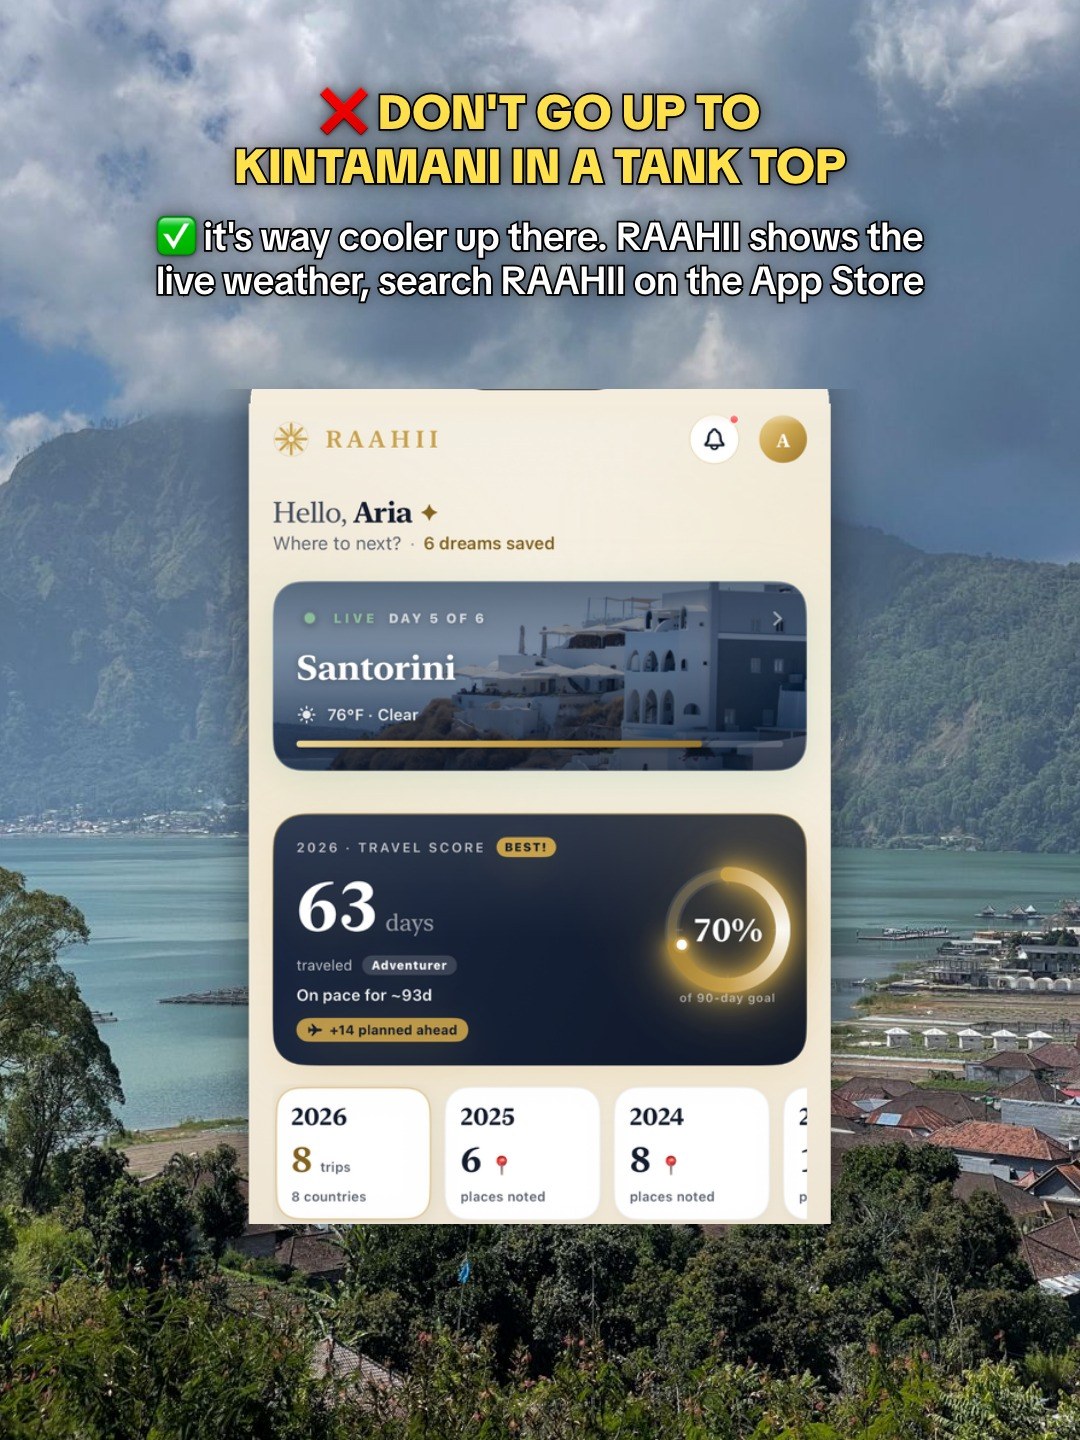 ❌ DON'T GO UP TO
KINTAMANI IN A TANK TOP
✅ it's way cooler up there. RAAHII shows the
live weather, search RAAHII on the App Store
RAAHII
A
Hello, Aria ✦
Where to next? · 6 dreams saved
LIVE DAY 5 OF 6
Santorini
76°F · Clear
2026 · TRAVEL SCORE BEST!
63 days
70%
traveled Adventurer
On pace for ~93d
of 90-day goal
+14 planned ahead
2026 2025 2024
8 trips 6 📍 8 📍
8 countries places noted places noted